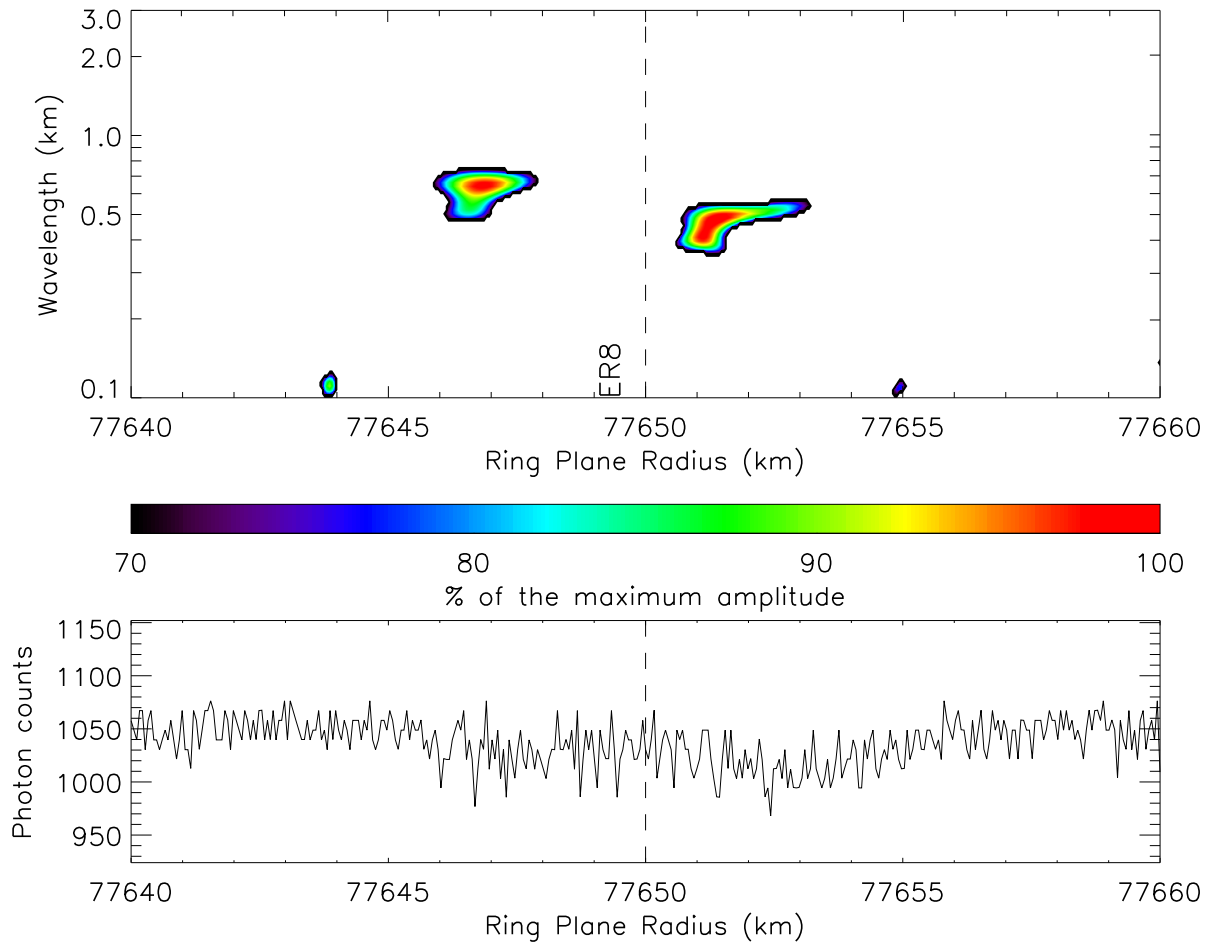 3.0
2.0
1.0
0.5
0.1
Wavelength (km)
ER8
77640 77645 77650 77655 77660
Ring Plane Radius (km)
70 80 90 100
% of the maximum amplitude
1150
1100
1050
1000
950
Photon counts
77640 77645 77650 77655 77660
Ring Plane Radius (km)